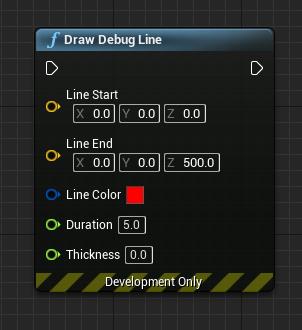 f Draw Debug Line
Line Start
X 0.0 Y 0.0 Z 0.0
Line End
X 0.0 Y 0.0 Z 500.0
Line Color
Duration 5.0
Thickness 0.0
Development Only